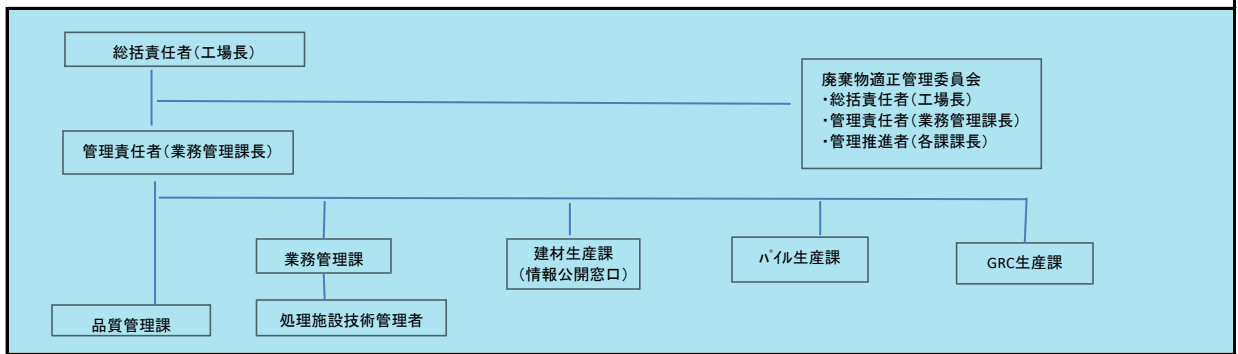 総括責任者(工場長)
廃棄物適正管理委員会
・総括責任者(工場長)
・管理責任者(業務管理課長)
・管理推進者(各課課長)
管理責任者(業務管理課長)
業務管理課
建材生産課
(情報公開窓口)
ﾊﾟｲﾙ生産課
GRC生産課
品質管理課
処理施設技術管理者